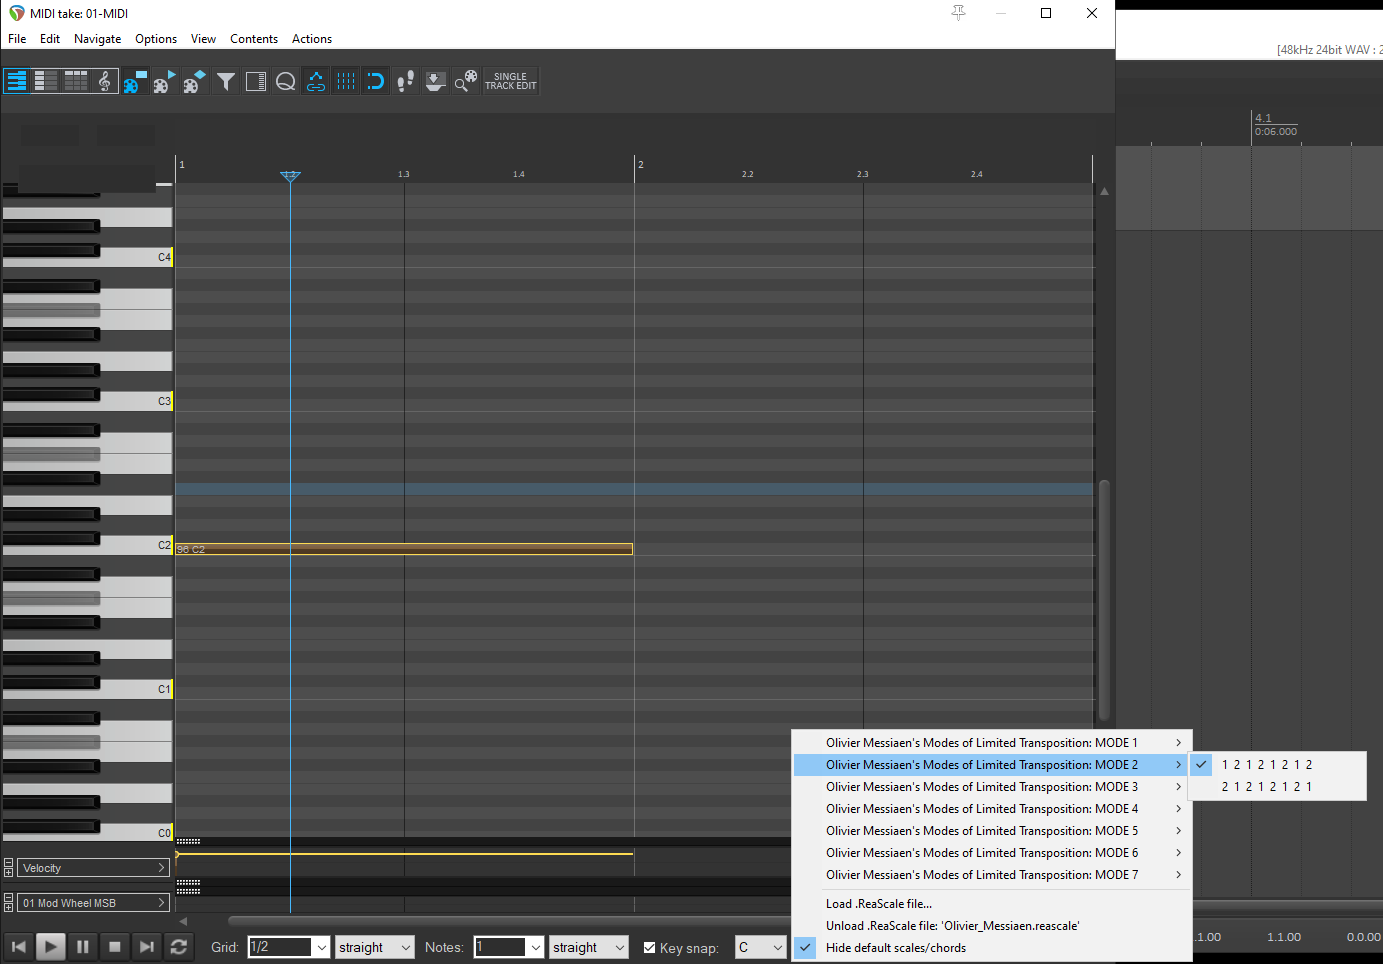 MIDI take: 01-MIDI
File Edit Navigate Options View Contents Actions
[48kHz 24bit WAV : 2
SINGLE
TRACK EDIT
4.1
0:06.000
1
2
1.2
1.3
1.4
2.2
2.3
2.4
C4
C3
C2
96 C2
C1
C0
Olivier Messiaen's Modes of Limited Transposition: MODE 1
Olivier Messiaen's Modes of Limited Transposition: MODE 2
1 2 1 2 1 2 1 2
Olivier Messiaen's Modes of Limited Transposition: MODE 3
2 1 2 1 2 1 2 1
Olivier Messiaen's Modes of Limited Transposition: MODE 4
Olivier Messiaen's Modes of Limited Transposition: MODE 5
Olivier Messiaen's Modes of Limited Transposition: MODE 6
Olivier Messiaen's Modes of Limited Transposition: MODE 7
Load .ReaScale file...
Unload .ReaScale file: 'Olivier_Messiaen.reascale'
Hide default scales/chords
Velocity
01 Mod Wheel MSB
Grid: 1/2 straight Notes: 1 straight Key snap: C
.1.00 1.1.00 0.0.00